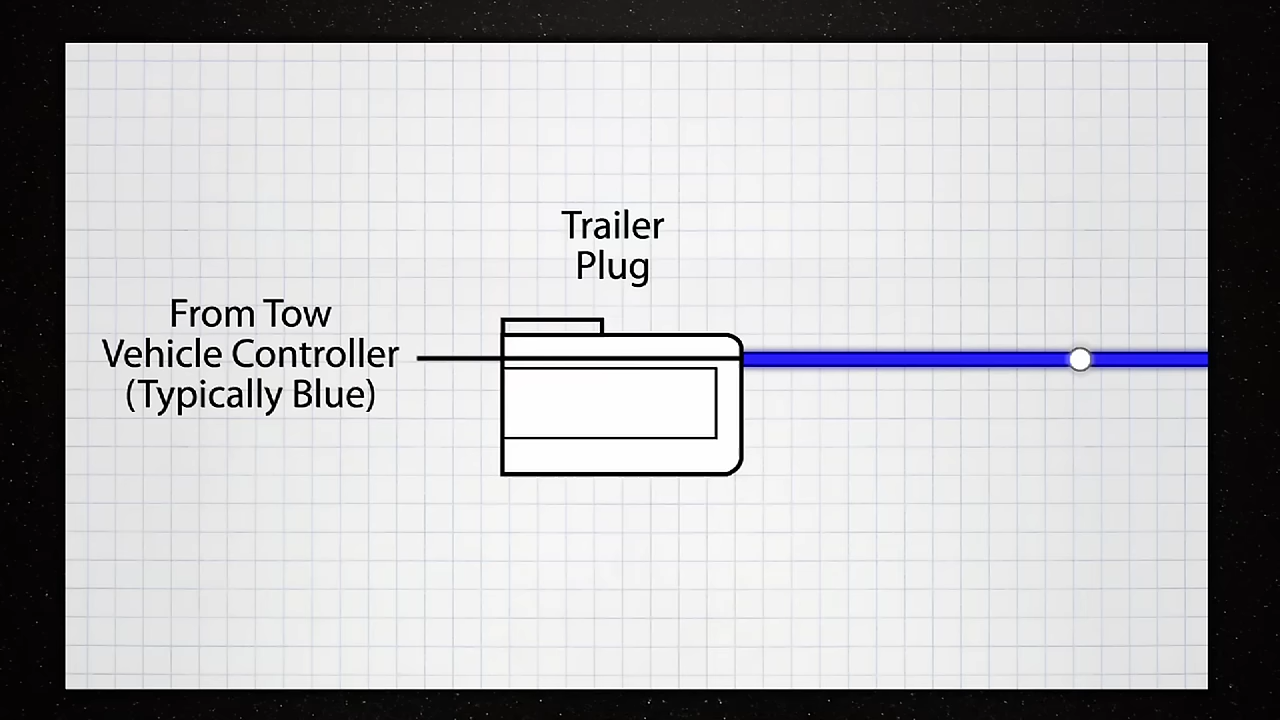 Trailer
Plug
From Tow
Vehicle Controller
(Typically Blue)